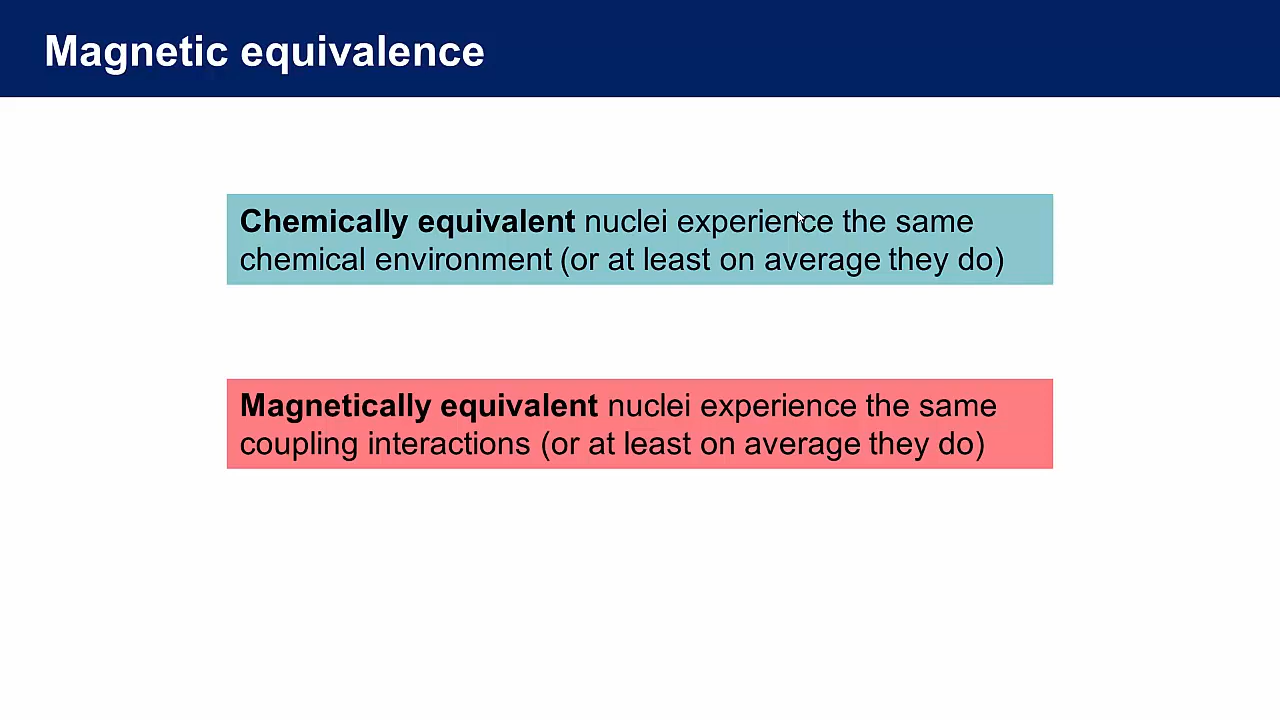 Magnetic equivalence
Chemically equivalent nuclei experience the same
chemical environment (or at least on average they do)
Magnetically equivalent nuclei experience the same
coupling interactions (or at least on average they do)